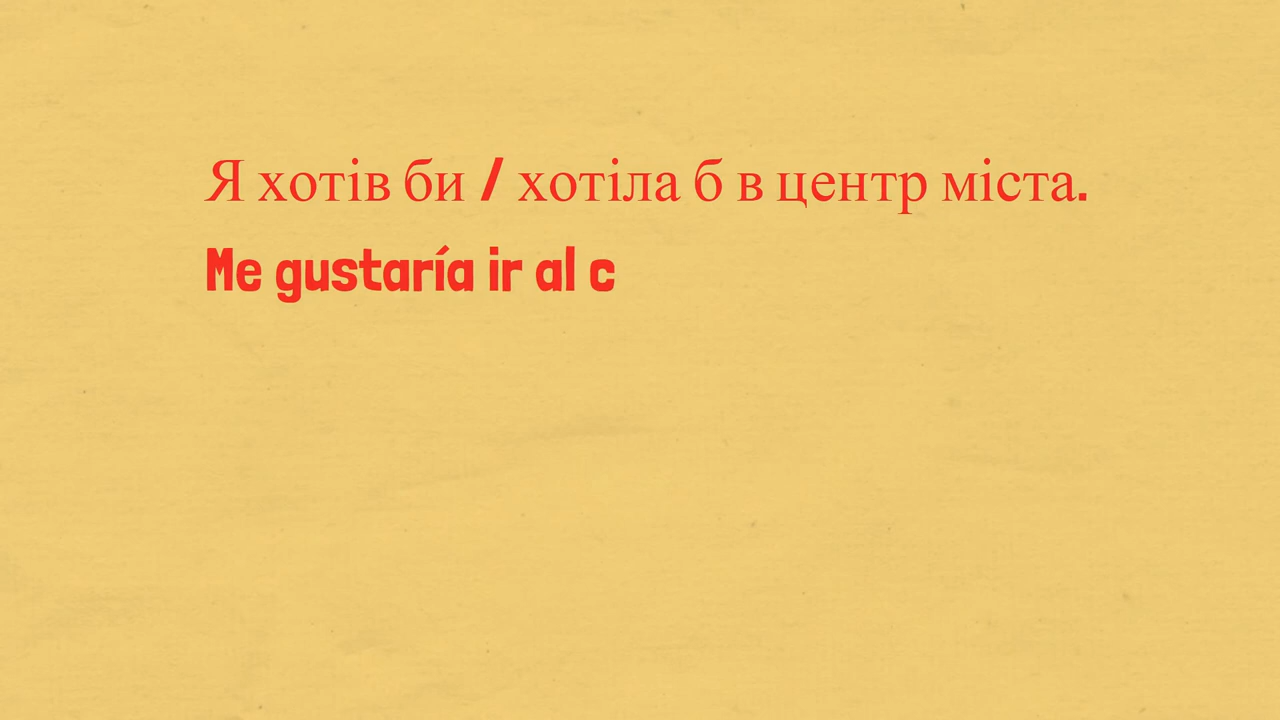 Я хотів би / хотіла б в центр міста.
Me gustaría ir al c